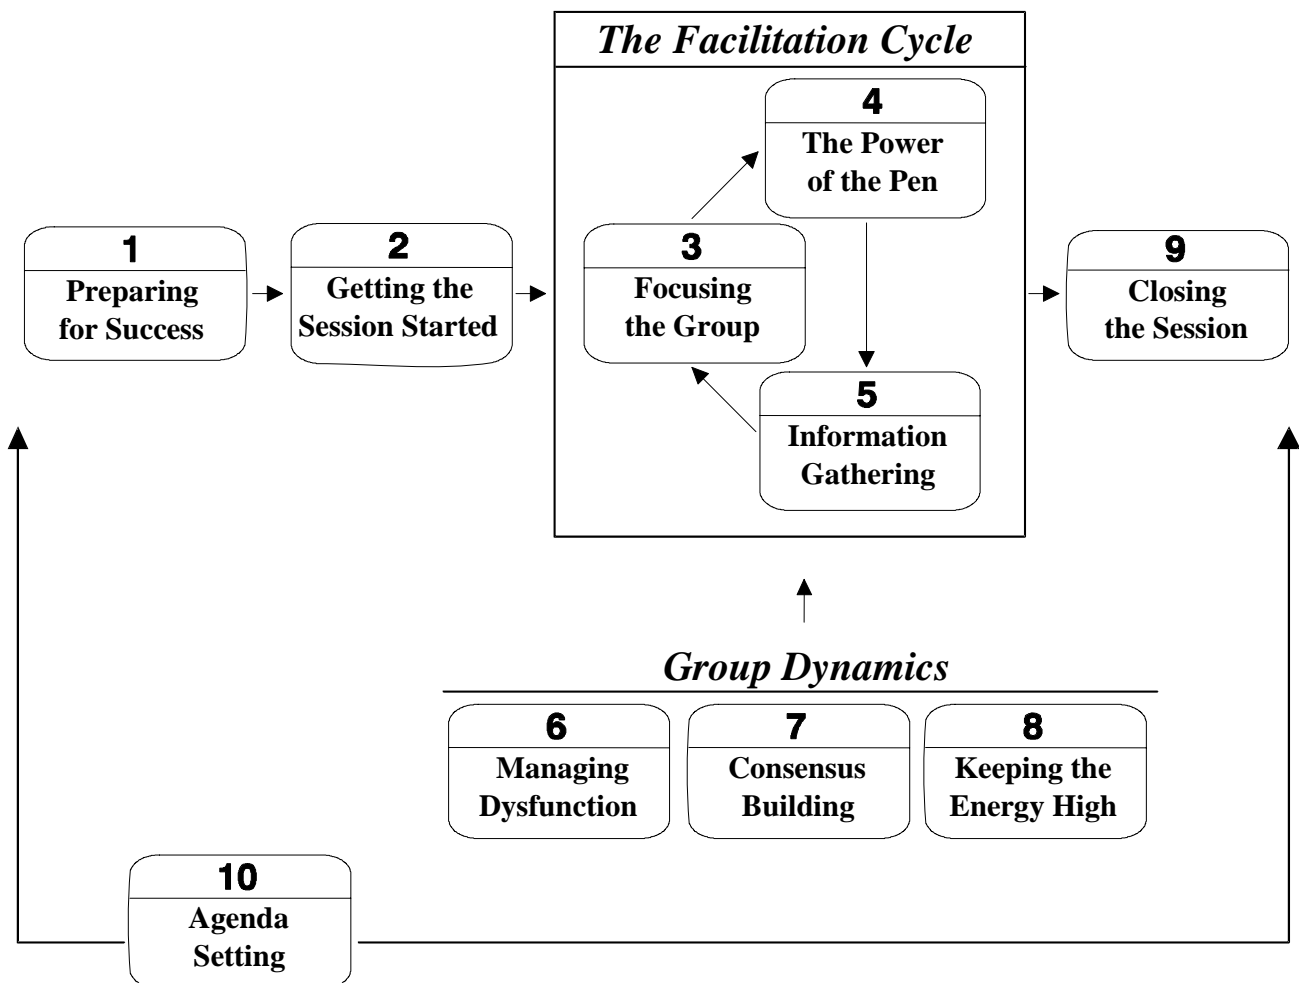 The Facilitation Cycle
4
The Power
of the Pen
1
Preparing
for Success
2
Getting the
Session Started
3
Focusing
the Group
9
Closing
the Session
5
Information
Gathering
Group Dynamics
6
Managing
Dysfunction
7
Consensus
Building
8
Keeping the
Energy High
10
Agenda
Setting